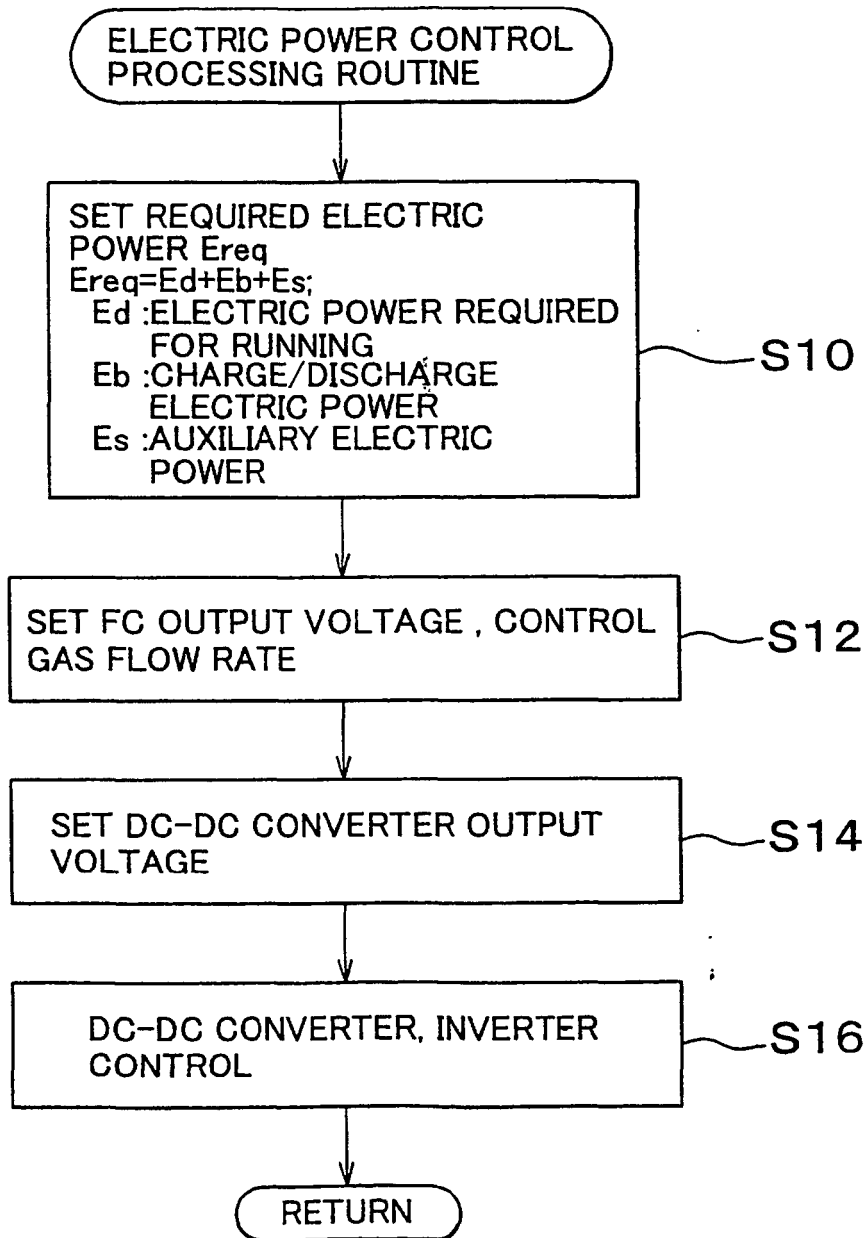 ELECTRIC POWER CONTROL
PROCESSING ROUTINE
SET REQUIRED ELECTRIC
POWER Ereq
Ereq=Ed+Eb+Es;
Ed :ELECTRIC POWER REQUIRED
FOR RUNNING
Eb :CHARGE/DISCHARGE
ELECTRIC POWER
Es :AUXILIARY ELECTRIC
POWER
S10
SET FC OUTPUT VOLTAGE , CONTROL
GAS FLOW RATE
S12
SET DC-DC CONVERTER OUTPUT
VOLTAGE
S14
DC-DC CONVERTER, INVERTER
CONTROL
S16
RETURN